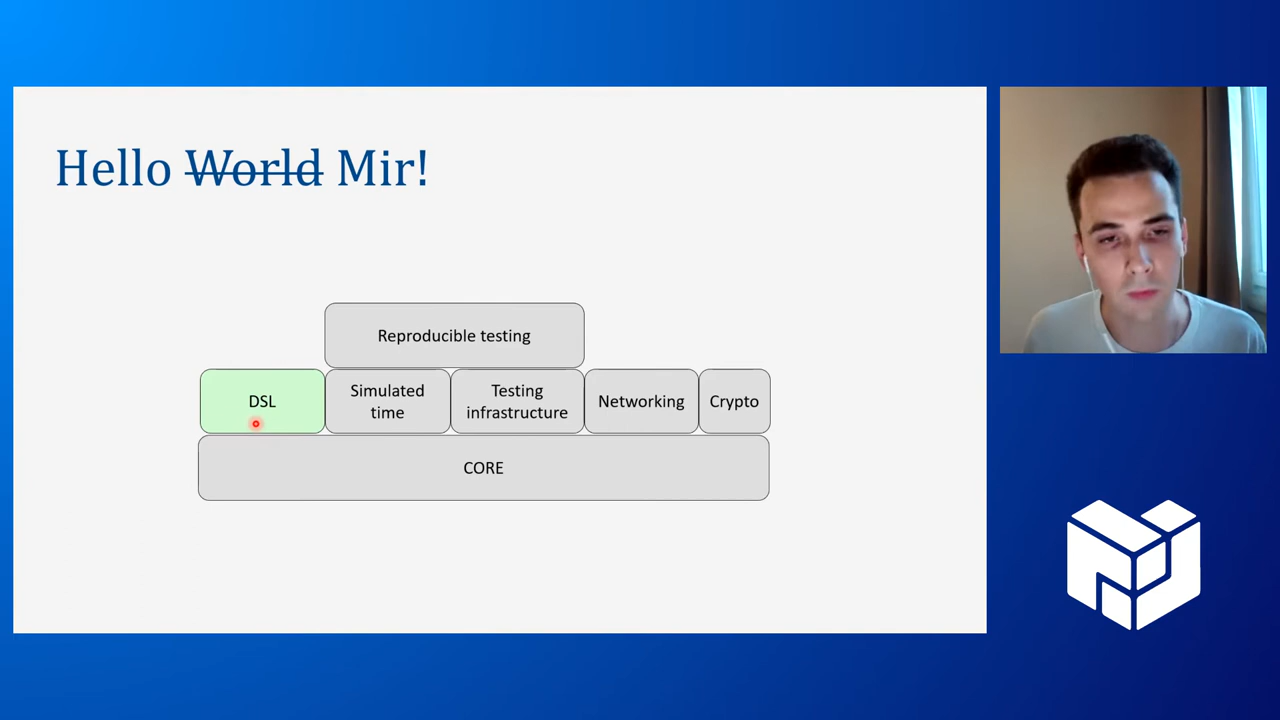 Hello World Mir!
Reproducible testing
DSL
Simulated
time
Testing
infrastructure
Networking
Crypto
CORE